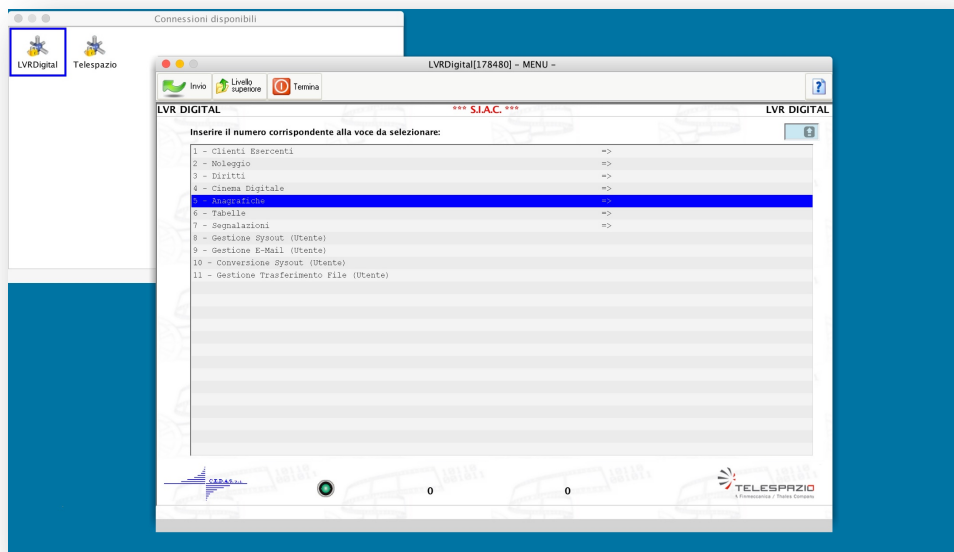 Connessioni disponibili
LVRDigital
Telespazio
LVRDigital[178480] – MENU –
Invio
Livello superiore
Termina
LVR DIGITAL
*** S.I.A.C. ***
LVR DIGITAL
Inserire il numero corrispondente alla voce da selezionare:
1 - Clienti Esercenti =>
2 - Noleggio =>
3 - Diritti =>
4 - Cinema Digitale =>
5 - Anagrafiche =>
6 - Tabelle =>
7 - Segnalazioni =>
8 - Gestione Sysout (Utente)
9 - Gestione E-Mail (Utente)
10 - Conversione Sysout (Utente)
11 - Gestione Trasferimento File (Utente)
0
0
TELESPAZIO
A Finmeccanica / Thales Company